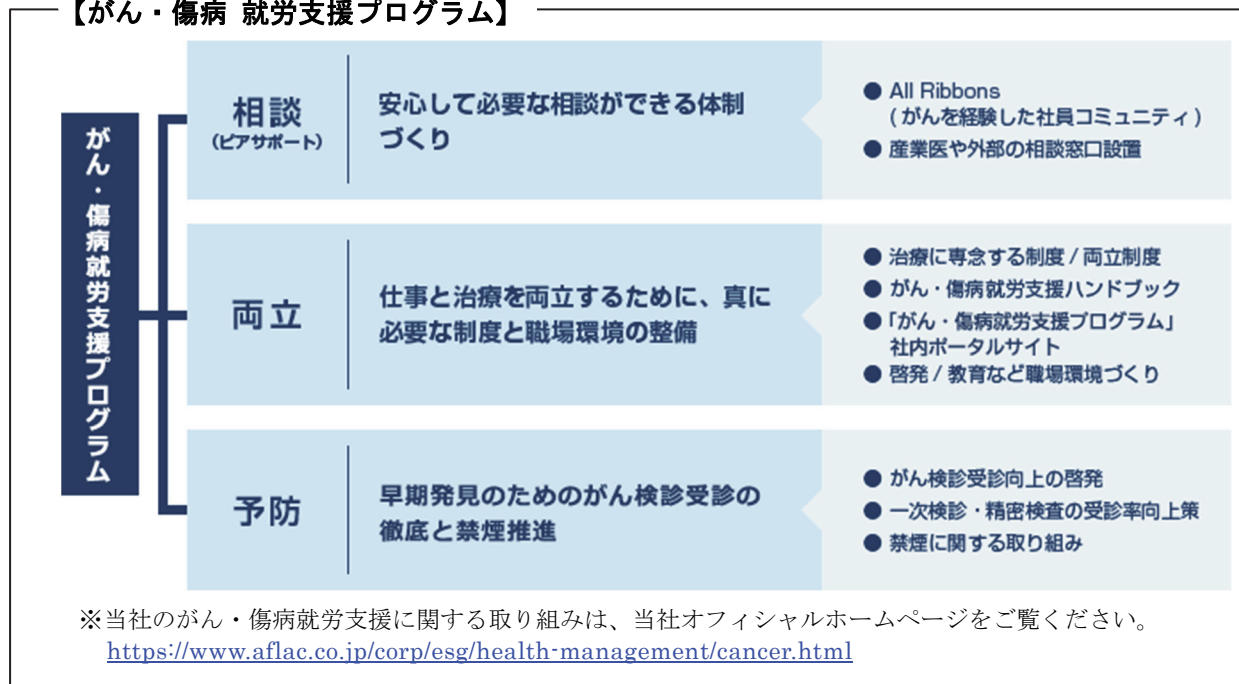 【がん・傷病 就労支援プログラム】
がん・傷病就労支援プログラム
相談
（ピアサポート）
安心して必要な相談ができる体制
づくり
● All Ribbons
( がんを経験した社員コミュニティ )
● 産業医や外部の相談窓口設置
両立
仕事と治療を両立するために、真に
必要な制度と職場環境の整備
● 治療に専念する制度 / 両立制度
● がん・傷病就労支援ハンドブック
●「がん・傷病就労支援プログラム」
社内ポータルサイト
● 啓発 / 教育など職場環境づくり
予防
早期発見のためのがん検診受診の
徹底と禁煙推進
● がん検診受診向上の啓発
● 一次検診・精密検査の受診率向上策
● 禁煙に関する取り組み
※当社のがん・傷病就労支援に関する取り組みは、当社オフィシャルホームページをご覧ください。
https://www.aflac.co.jp/corp/esg/health-management/cancer.html